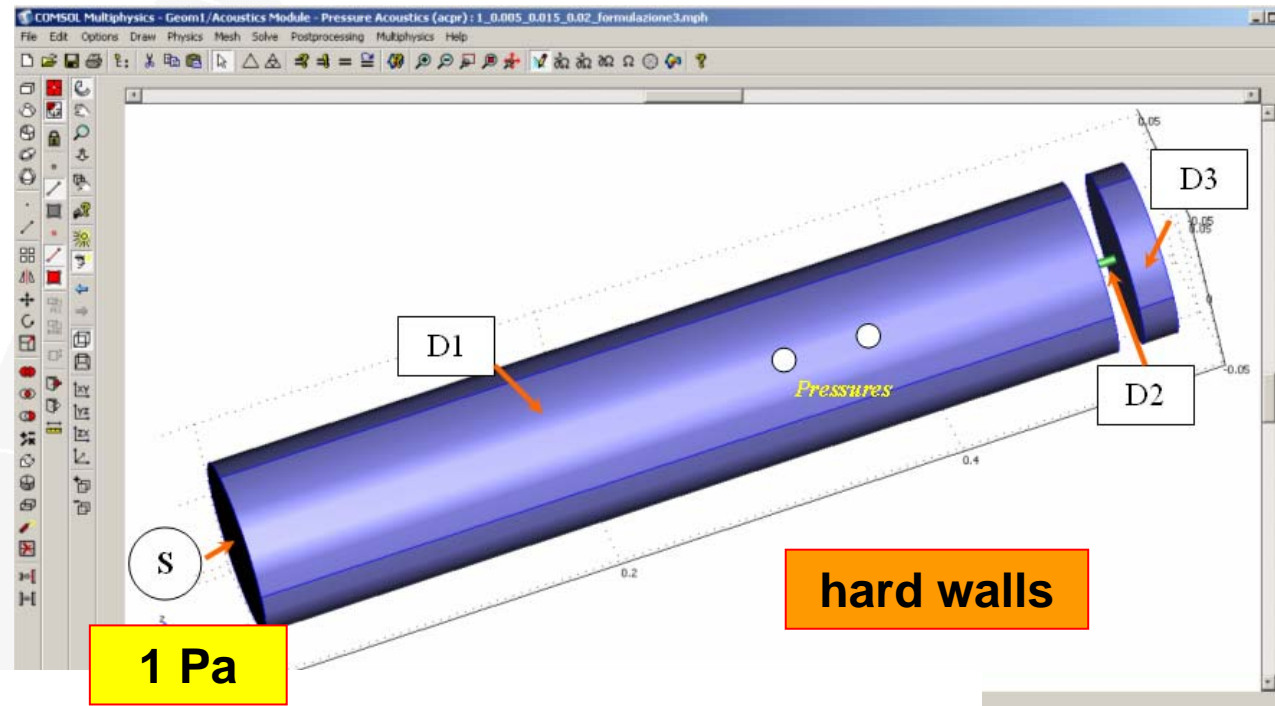 COMSOL Multiphysics - Geom1/Acoustics Module - Pressure Acoustics (acpr) : 1_0.005_0.015_0.02_formulazione3.mph
File Edit Options Draw Physics Mesh Solve Postprocessing Multiphysics Help
0.05
D3
0.05
D1
Pressures
D2
0
-0.05
0.4
S
0.2
hard walls
1 Pa